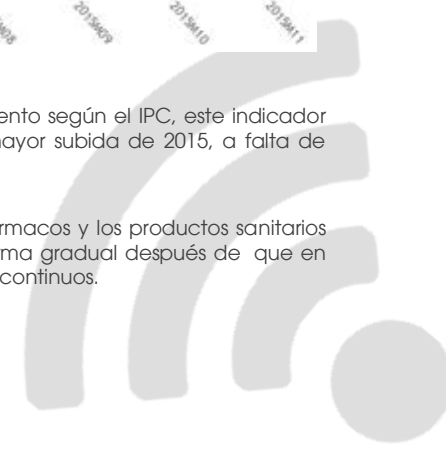 2015M09 2015M10 2015M11
ento según el IPC, este indicador
ayor subida de 2015, a falta de
rmacos y los productos sanitarios
rma gradual después de que en
continuos.